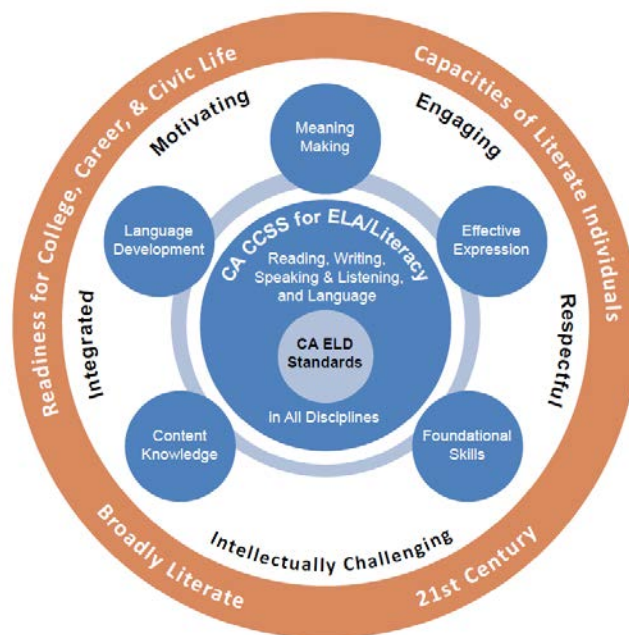 Readiness for College, Career, & Civic Life
Capacities of Literate Individuals
Motivating
Engaging
Meaning
Making
Language
Development
Effective
Expression
CA CCSS for ELA/Literacy
Reading, Writing,
Speaking & Listening,
and Language
CA ELD
Standards
in All Disciplines
Integrated
Respectful
Content
Knowledge
Foundational
Skills
Intellectually Challenging
Broadly Literate
21st Century